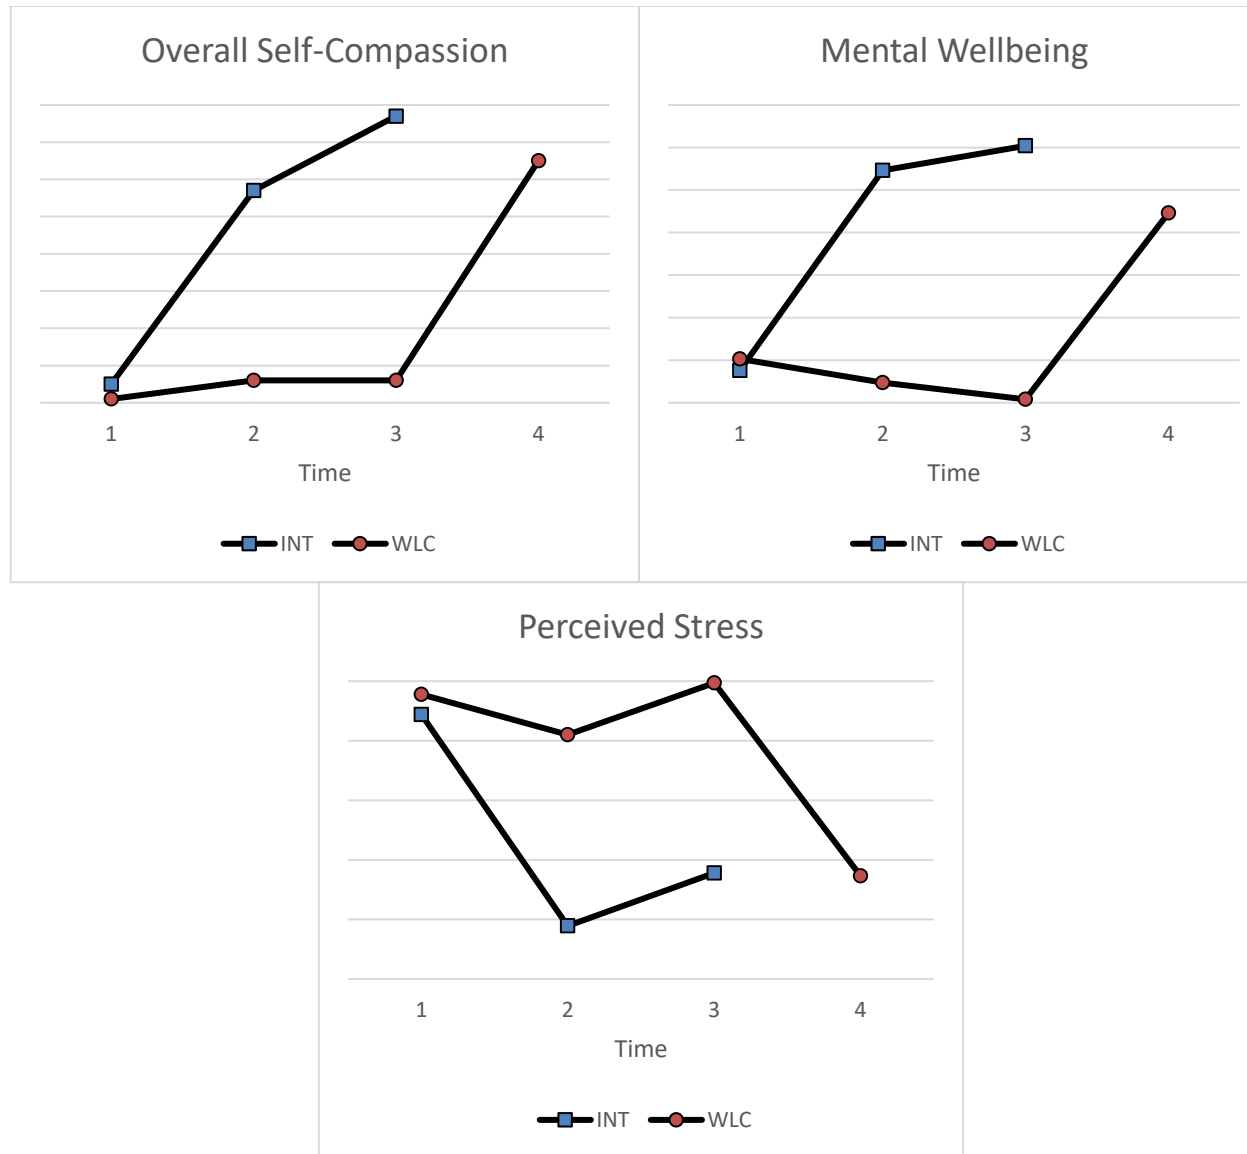 Overall Self-Compassion
1 2 3 4
Time
INT WLC
Mental Wellbeing
1 2 3 4
Time
INT WLC
Perceived Stress
1 2 3 4
Time
INT WLC